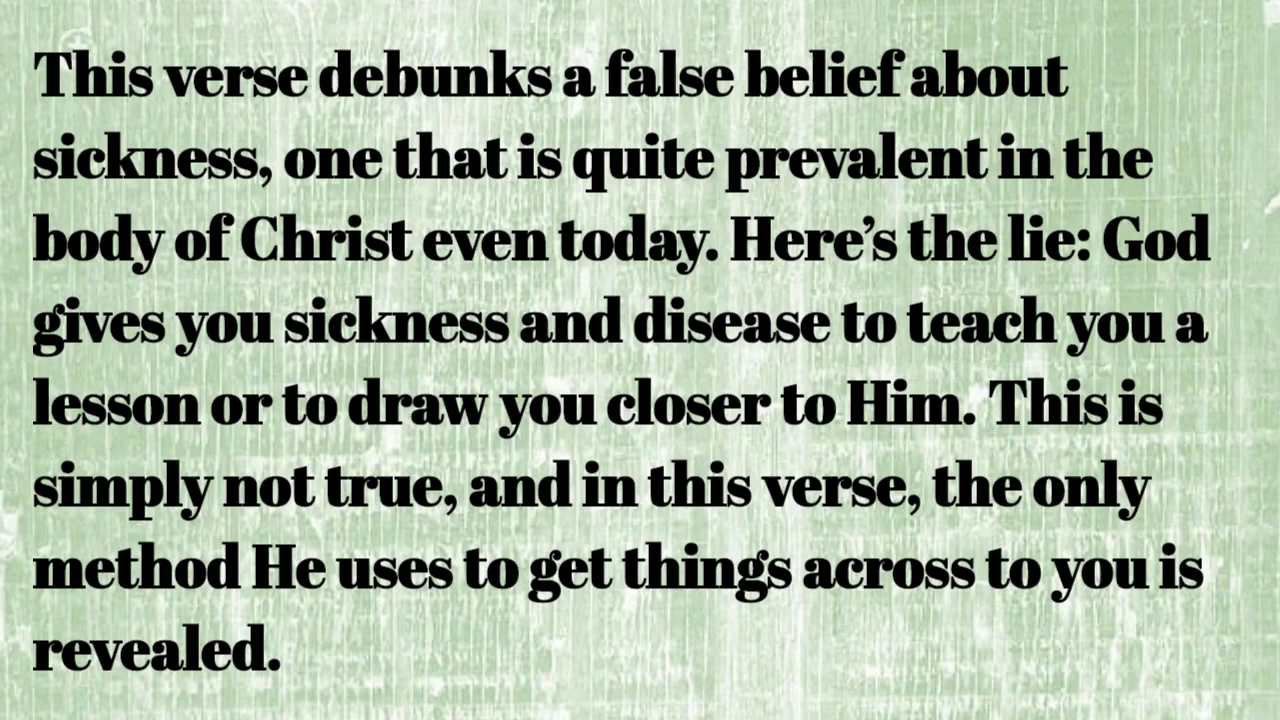 This verse debunks a false belief about
sickness, one that is quite prevalent in the
body of Christ even today. Here’s the lie: God
gives you sickness and disease to teach you a
lesson or to draw you closer to Him. This is
simply not true, and in this verse, the only
method He uses to get things across to you is
revealed.